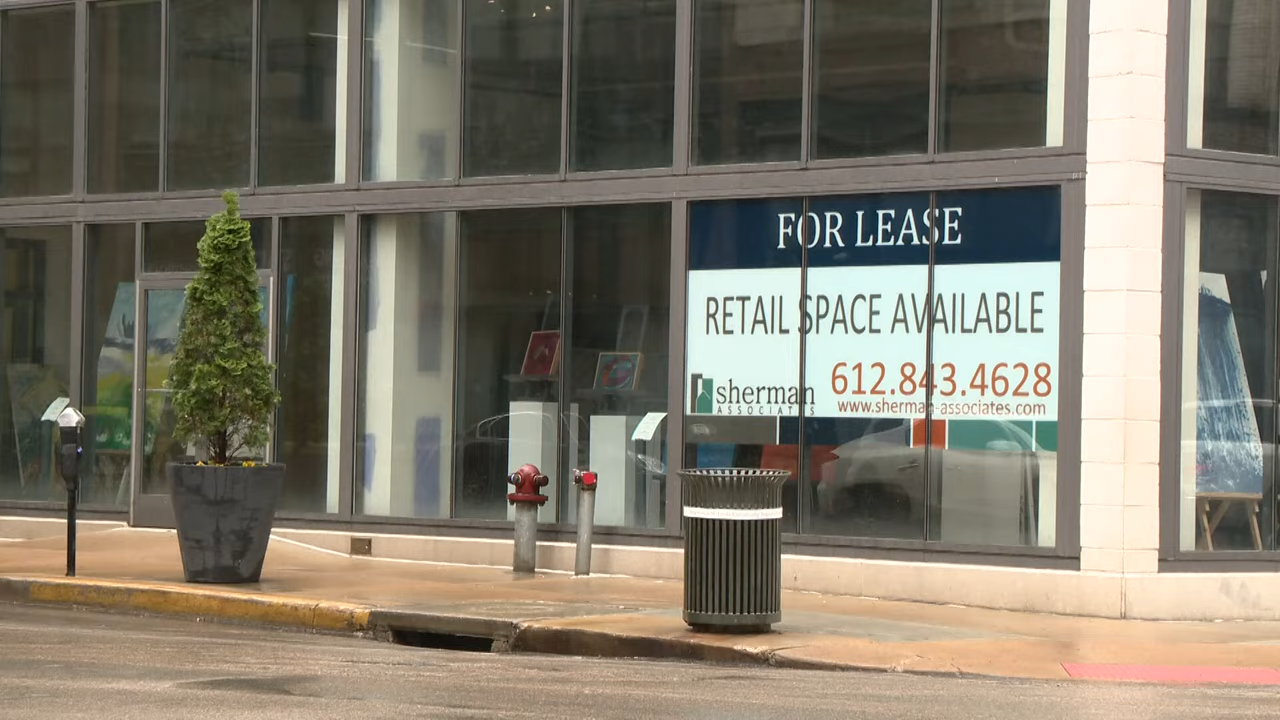 FOR LEASE
RETAIL SPACE AVAILABLE
612.843.4628
sherman
ASSOCIATES
www.sherman-associates.com